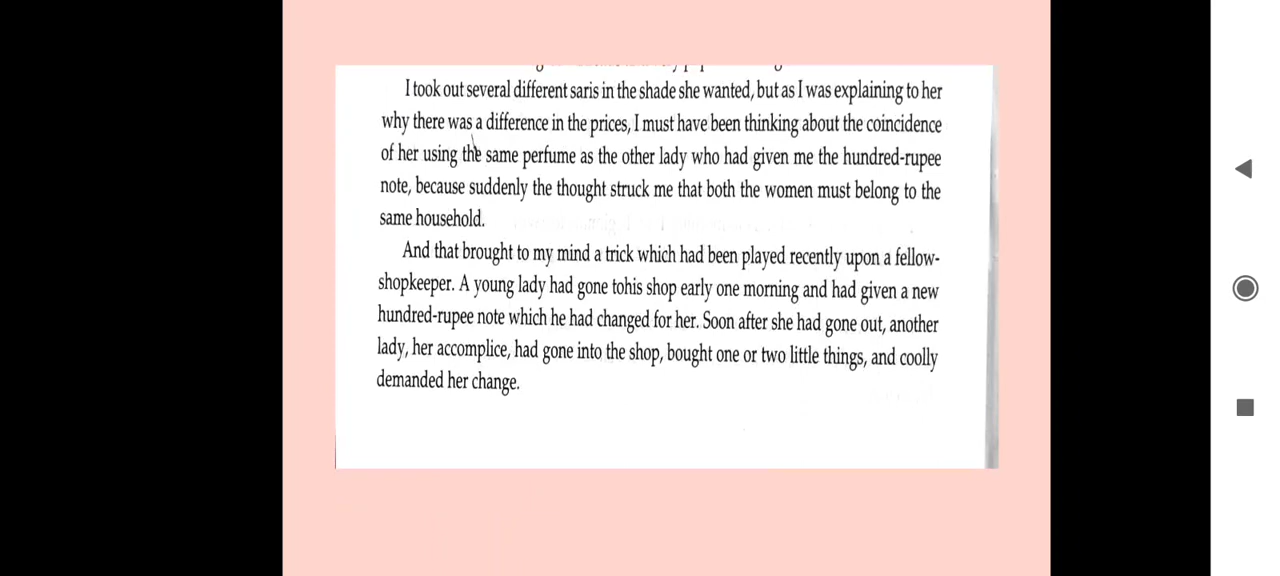 I took out several different saris in the shade she wanted, but as I was explaining to her
why there was a difference in the prices, I must have been thinking about the coincidence
of her using the same perfume as the other lady who had given me the hundred-rupee
note, because suddenly the thought struck me that both the women must belong to the
same household.
And that brought to my mind a trick which had been played recently upon a fellow-
shopkeeper. A young lady had gone tohis shop early one morning and had given a new
hundred-rupee note which he had changed for her. Soon after she had gone out, another
lady, her accomplice, had gone into the shop, bought one or two little things, and coolly
demanded her change.